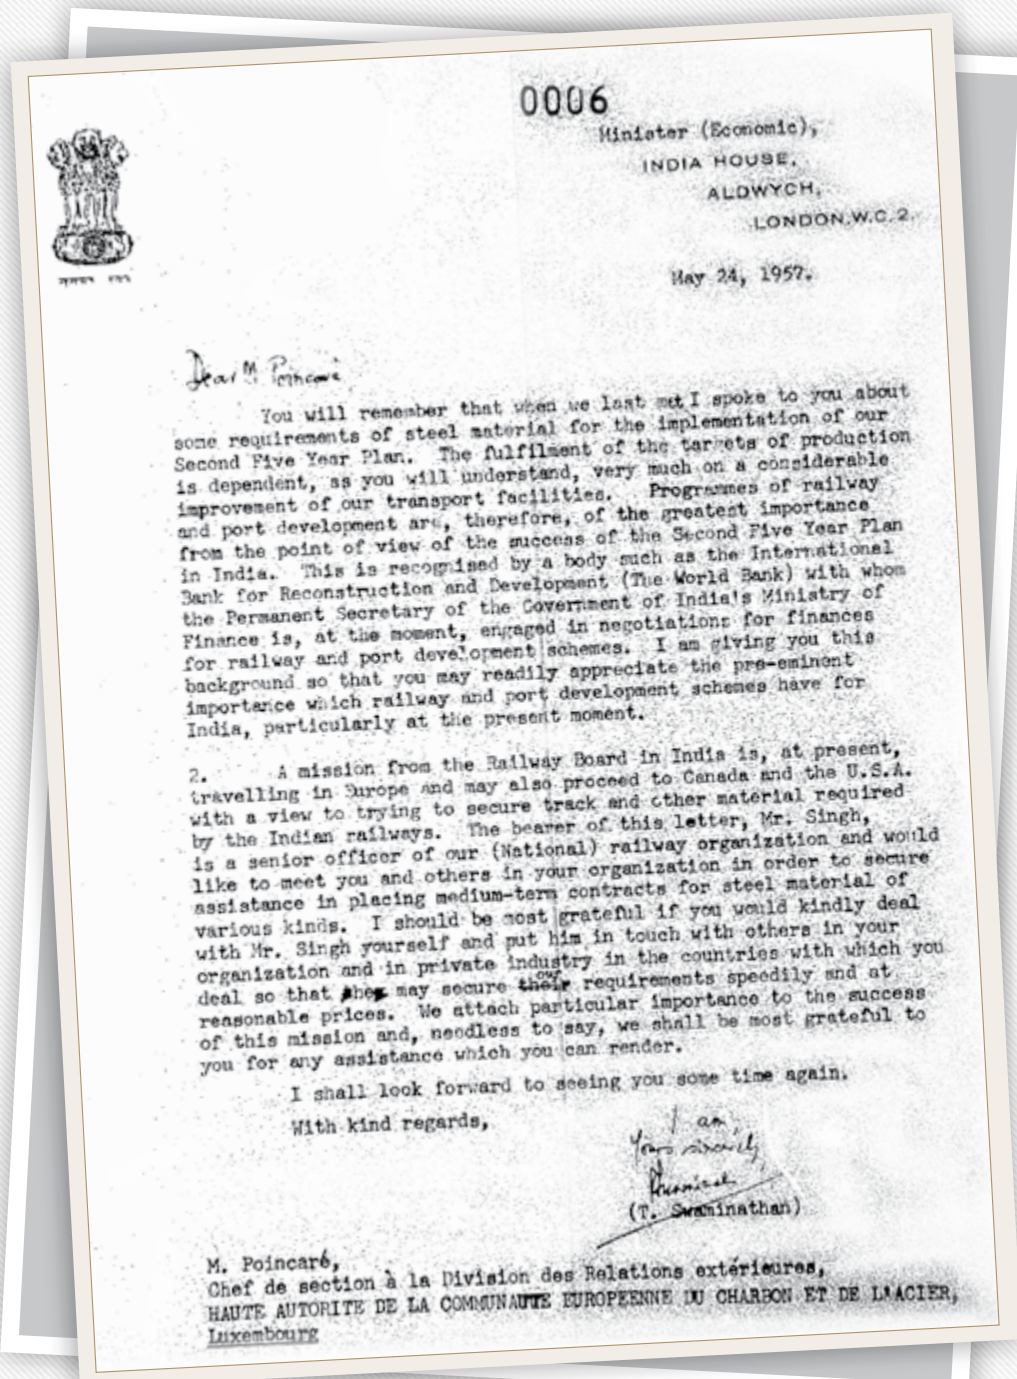 0006
Minister (Economic),
INDIA HOUSE,
ALDWYCH,
LONDON.W.C.2.
May 24, 1957.
Dear M. Poincaré
You will remember that when we last met I spoke to you about
some requirements of steel material for the implementation of our
Second Five Year Plan. The fulfilment of the targets of production
is dependent, as you will understand, very much on a considerable
improvement of our transport facilities. Programmes of railway
and port development are, therefore, of the greatest importance
from the point of view of the success of the Second Five Year Plan
in India. This is recognised by a body such as the International
Bank for Reconstruction and Development (The World Bank) with whom
the Permanent Secretary of the Government of India's Ministry of
Finance is, at the moment, engaged in negotiations for finances
for railway and port development schemes. I am giving you this
background so that you may readily appreciate the pre-eminent
importance which railway and port development schemes have for
India, particularly at the present moment.
2. A mission from the Railway Board in India is, at present,
travelling in Europe and may also proceed to Canada and the U.S.A.
with a view to trying to secure track and other material required
by the Indian railways. The bearer of this letter, Mr. Singh,
is a senior officer of our (National) railway organization and would
like to meet you and others in your organization in order to secure
assistance in placing medium-term contracts for steel material of
various kinds. I should be most grateful if you would kindly deal
with Mr. Singh yourself and put him in touch with others in your
organization and in private industry in the countries with which you
deal so that may secure our requirements speedily and at
reasonable prices. We attach particular importance to the success
of this mission and, needless to say, we shall be most grateful to
you for any assistance which you can render.
I shall look forward to seeing you some time again.
With kind regards,
I am,
Yours sincerely
(T. Swaminathan)
M. Poincaré,
Chef de section à la Division des Relations extérieures,
HAUTE AUTORITE DE LA COMMUNAUTE EUROPEENNE DU CHARBON ET DE L'ACIER,
Luxembourg